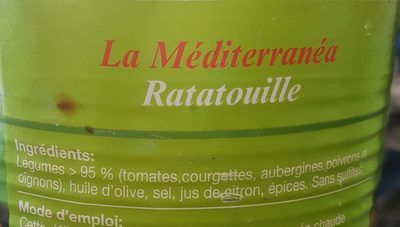 La Méditerranéa
Ratatouille
Ingrédients:
Légumes > 95 % (tomates,courgettes, aubergines,poivrons et
oignons), huile d'olive, sel, jus de citron, épices. Sans sulfites
Mode d'emploi:
chaude